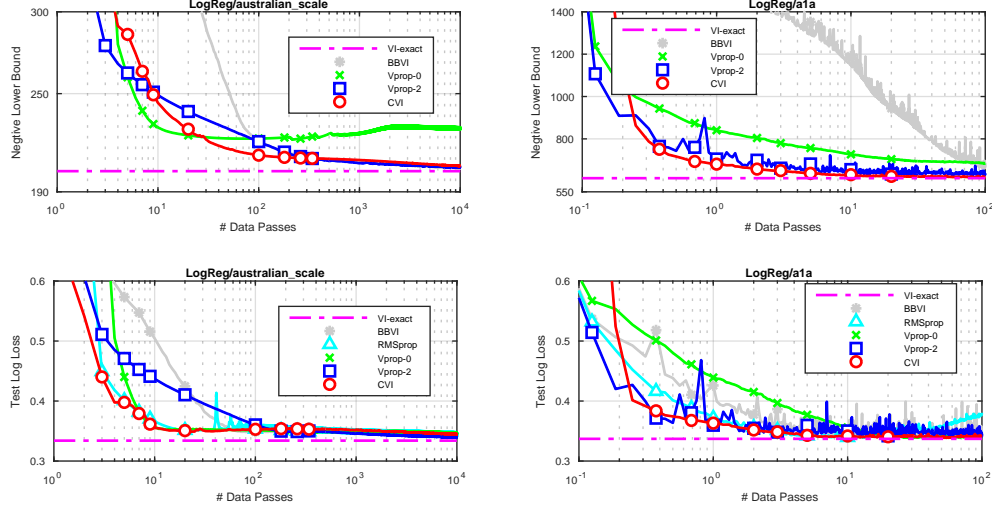 LogReg/australian_scale
Negtive Lower Bound
300
250
190
VI-exact
BBVI
Vprop-0
Vprop-2
CVI
10^0 10^1 10^2 10^3 10^4
# Data Passes
LogReg/a1a
Negtive Lower Bound
1400
1200
1000
800
550
VI-exact
BBVI
Vprop-0
Vprop-2
CVI
10^-1 10^0 10^1 10^2
# Data Passes
LogReg/australian_scale
Test Log Loss
0.6
0.5
0.4
0.3
VI-exact
BBVI
RMSprop
Vprop-0
Vprop-2
CVI
10^0 10^1 10^2 10^3 10^4
# Data Passes
LogReg/a1a
Test Log Loss
0.6
0.5
0.4
0.3
VI-exact
BBVI
RMSprop
Vprop-0
Vprop-2
CVI
10^-1 10^0 10^1 10^2
# Data Passes